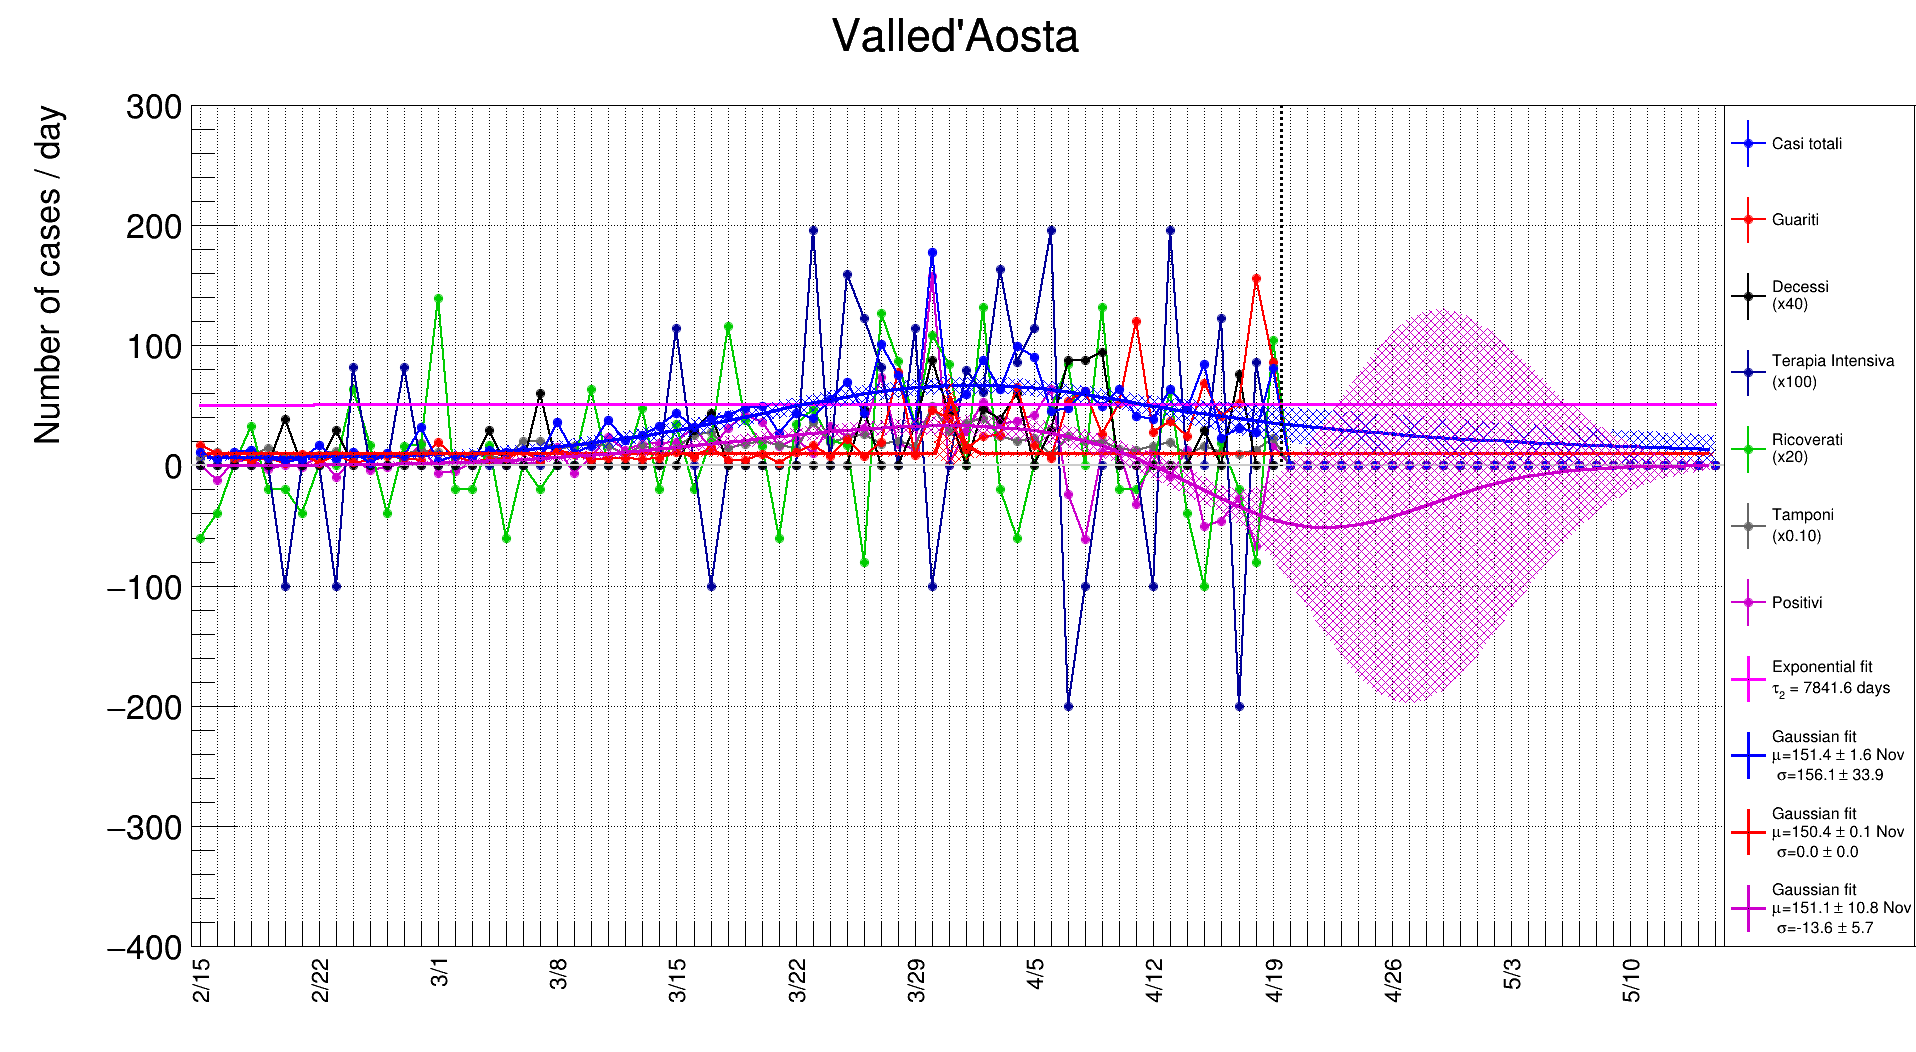 Valled'Aosta
Number of cases / day
300
200
100
0
−100
−200
−300
−400
2/15
2/22
3/1
3/8
3/15
3/22
3/29
4/5
4/12
4/19
4/26
5/3
5/10
Casi totali
Guariti
Decessi
(x40)
Terapia Intensiva
(x100)
Ricoverati
(x20)
Tamponi
(x0.10)
Positivi
Exponential fit
τ2 = 7841.6 days
Gaussian fit
μ=151.4 ± 1.6 Nov
σ=156.1 ± 33.9
Gaussian fit
μ=150.4 ± 0.1 Nov
σ=0.0 ± 0.0
Gaussian fit
μ=151.1 ± 10.8 Nov
σ=-13.6 ± 5.7